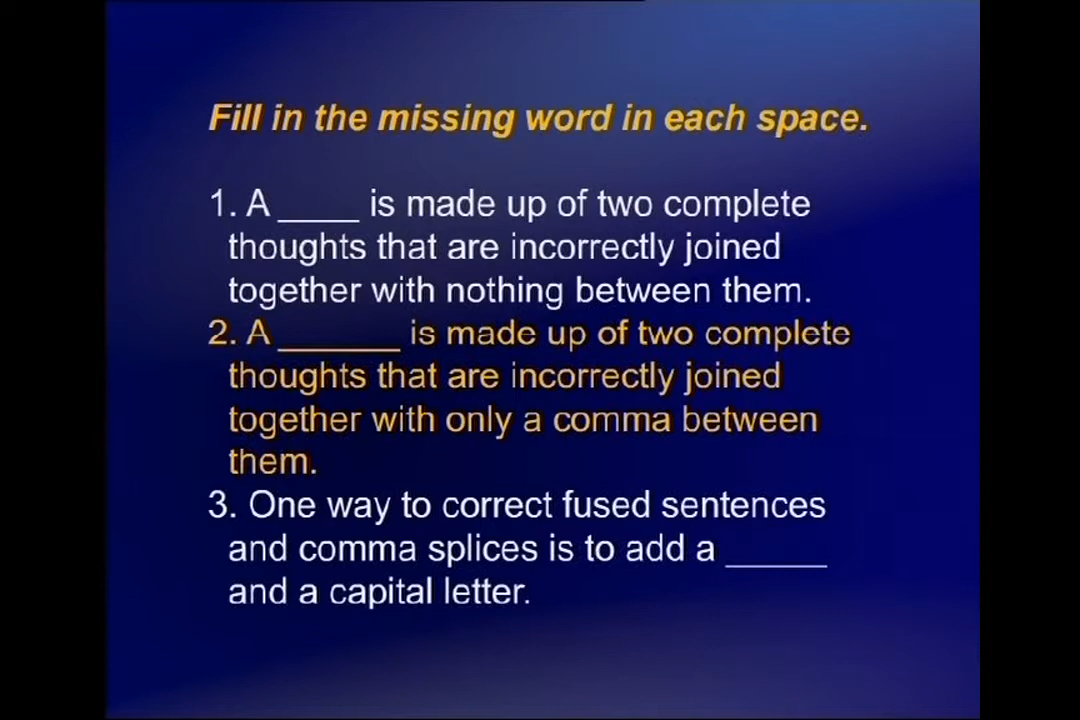 Fill in the missing word in each space.
1. A ____ is made up of two complete
thoughts that are incorrectly joined
together with nothing between them.
2. A ______ is made up of two complete
thoughts that are incorrectly joined
together with only a comma between
them.
3. One way to correct fused sentences
and comma splices is to add a _____
and a capital letter.